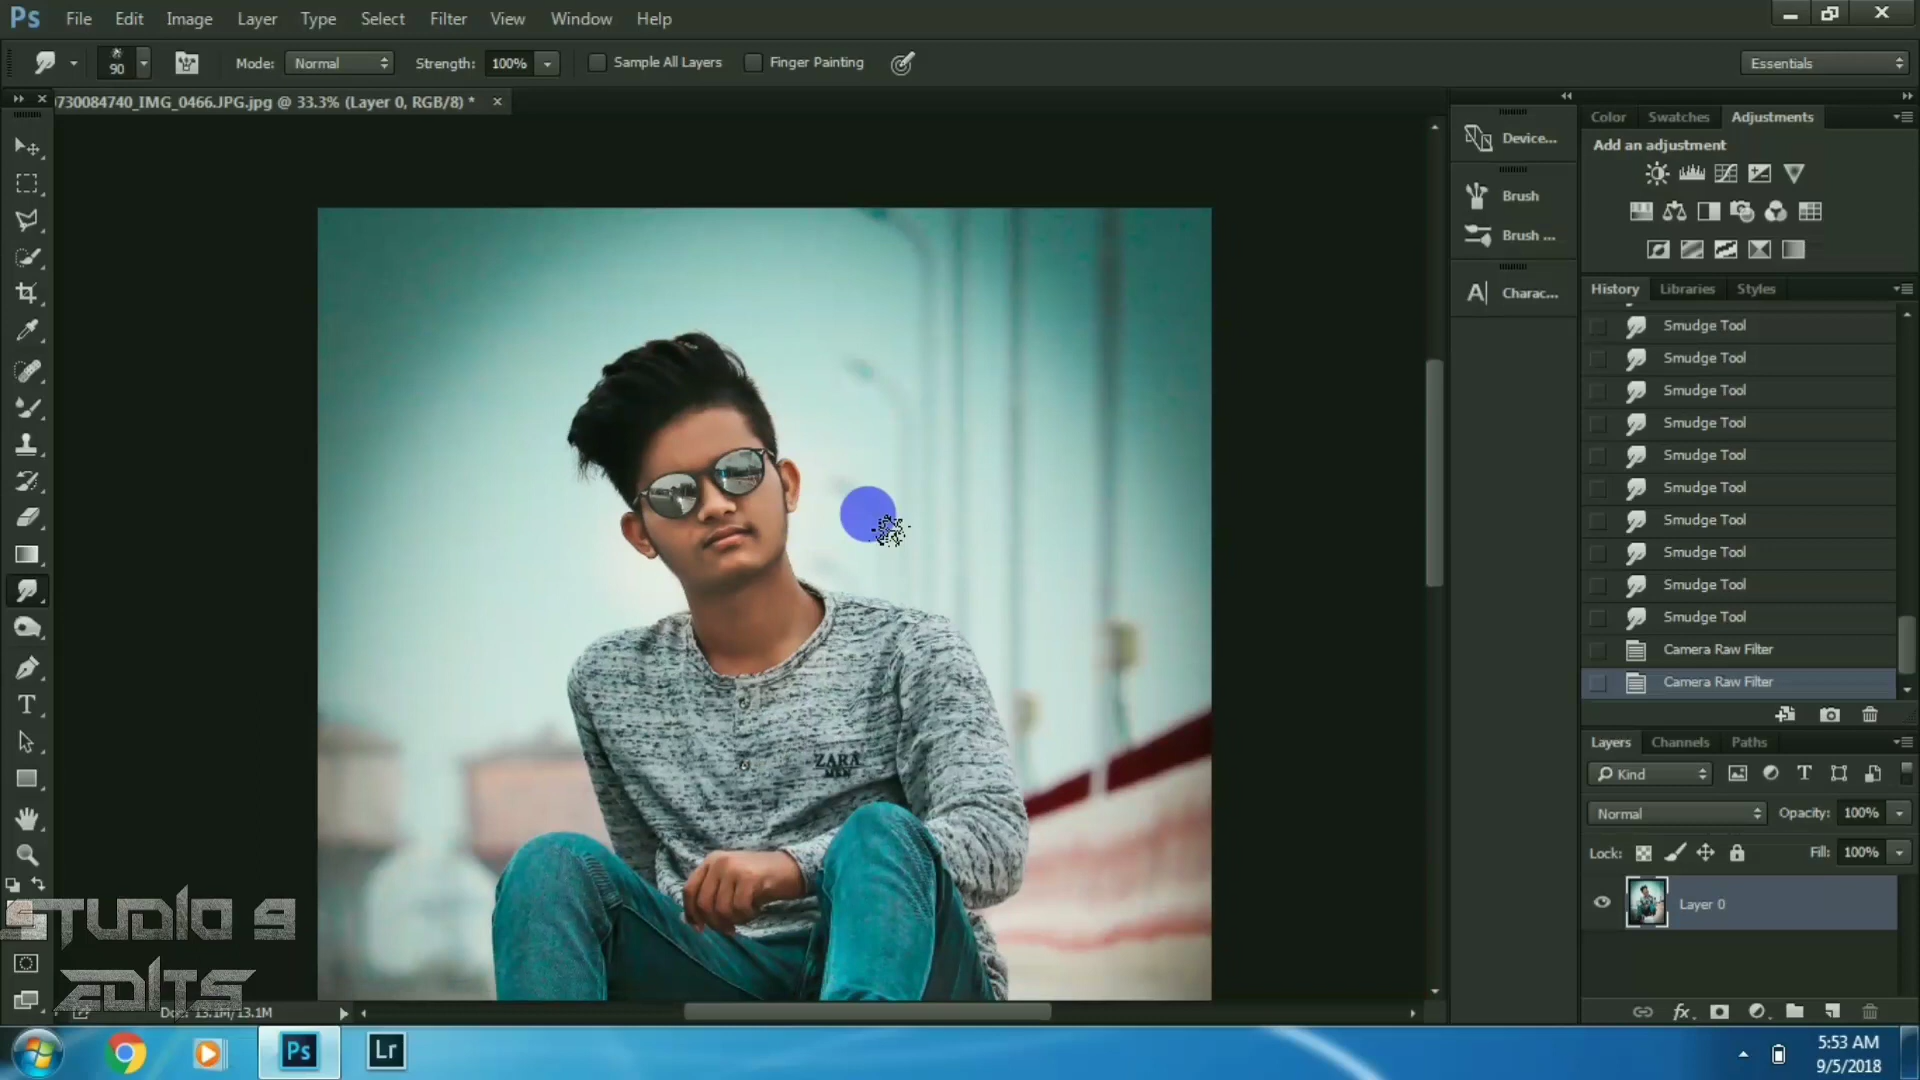 Ps File Edit Image Layer Type Select Filter View Window Help
90 Mode: Normal Strength: 100% Sample All Layers Finger Painting Essentials
730084740_IMG_0466.JPG.jpg @ 33.3% (Layer 0, RGB/8) * ×
Device...
Brush
Brush ...
A| Charac...
Color Swatches Adjustments
Add an adjustment
History Libraries Styles
Smudge Tool
Smudge Tool
Smudge Tool
Smudge Tool
Smudge Tool
Smudge Tool
Smudge Tool
Smudge Tool
Smudge Tool
Smudge Tool
Camera Raw Filter
Camera Raw Filter
Layers Channels Paths
Kind
Normal Opacity: 100%
Lock: Fill: 100%
Layer 0
ZARA
MAN
STUDIO 9
EDITS
Doc: 13.1M/13.1M
Ps Lr
5:53 AM
9/5/2018